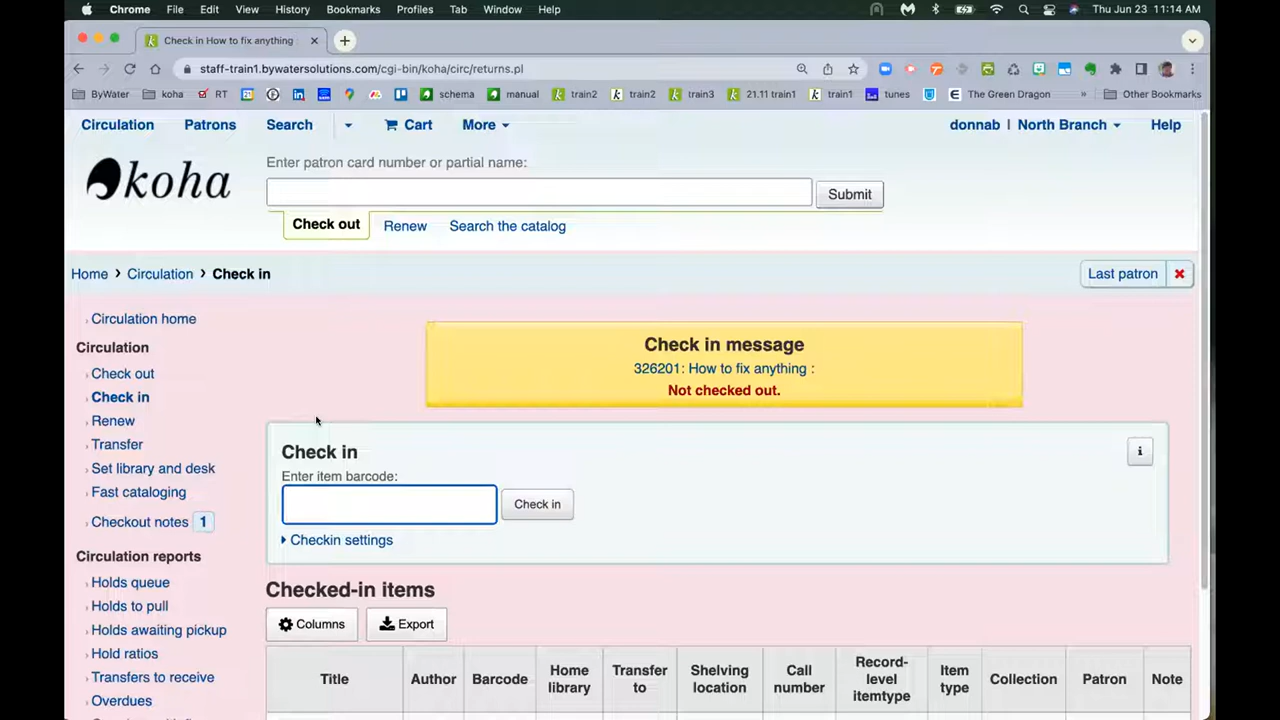 Chrome File Edit View History Bookmarks Profiles Tab Window Help Thu Jun 23 11:14 AM
Check in How to fix anything
staff-train1.bywatersolutions.com/cgi-bin/koha/circ/returns.pl
ByWater koha RT schema manual train2 train2 train3 21.11 train1 train1 tunes The Green Dragon » Other Bookmarks
Circulation Patrons Search Cart More donnab | North Branch Help
Enter patron card number or partial name:
koha
Submit
Check out Renew Search the catalog
Home › Circulation › Check in Last patron
Circulation home
Circulation
Check out
Check in
Renew
Transfer
Set library and desk
Fast cataloging
Checkout notes 1
Circulation reports
Holds queue
Holds to pull
Holds awaiting pickup
Hold ratios
Transfers to receive
Overdues
Check in message
326201: How to fix anything :
Not checked out.
Check in
Enter item barcode:
Check in
Checkin settings
Checked-in items
Columns Export
Title Author Barcode Home library Transfer to Shelving location Call number Record-level itemtype Item type Collection Patron Note